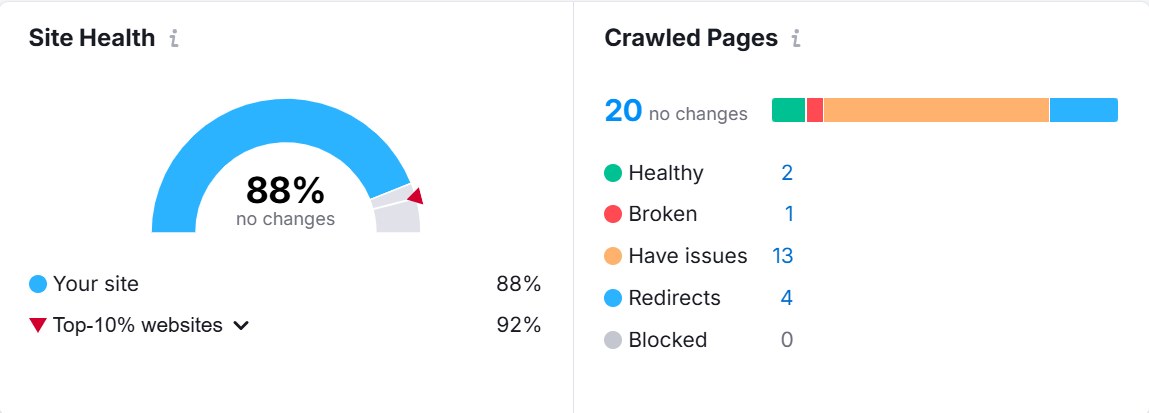 Site Health i
88%
no changes
Your site 88%
Top-10% websites 92%
Crawled Pages i
20 no changes
Healthy 2
Broken 1
Have issues 13
Redirects 4
Blocked 0